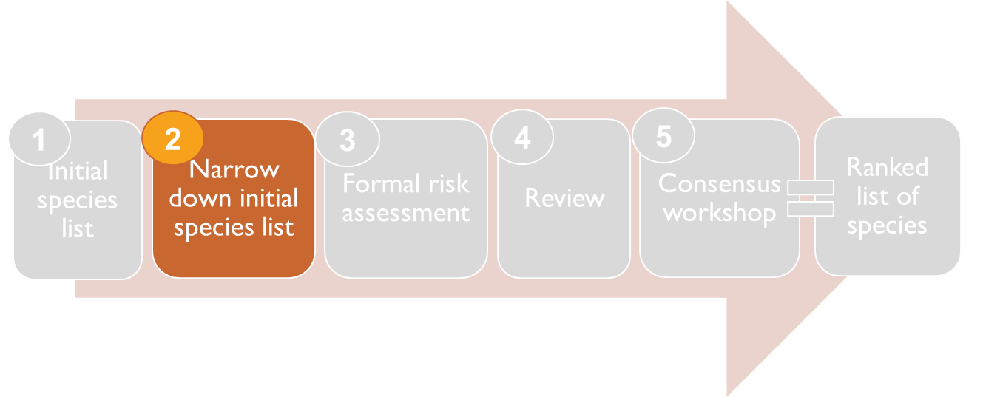 1
Initial
species
list
2
Narrow
down initial
species list
3
Formal risk
assessment
4
Review
5
Consensus
workshop
Ranked
list of
species